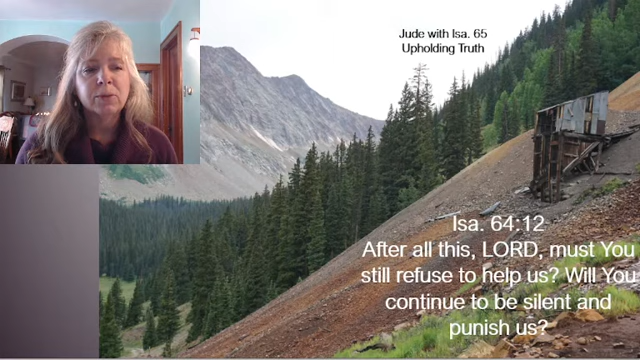 Jude with Isa. 65
Upholding Truth
Isa. 64:12
After all this, LORD, must You
still refuse to help us? Will You
continue to be silent and
punish us?